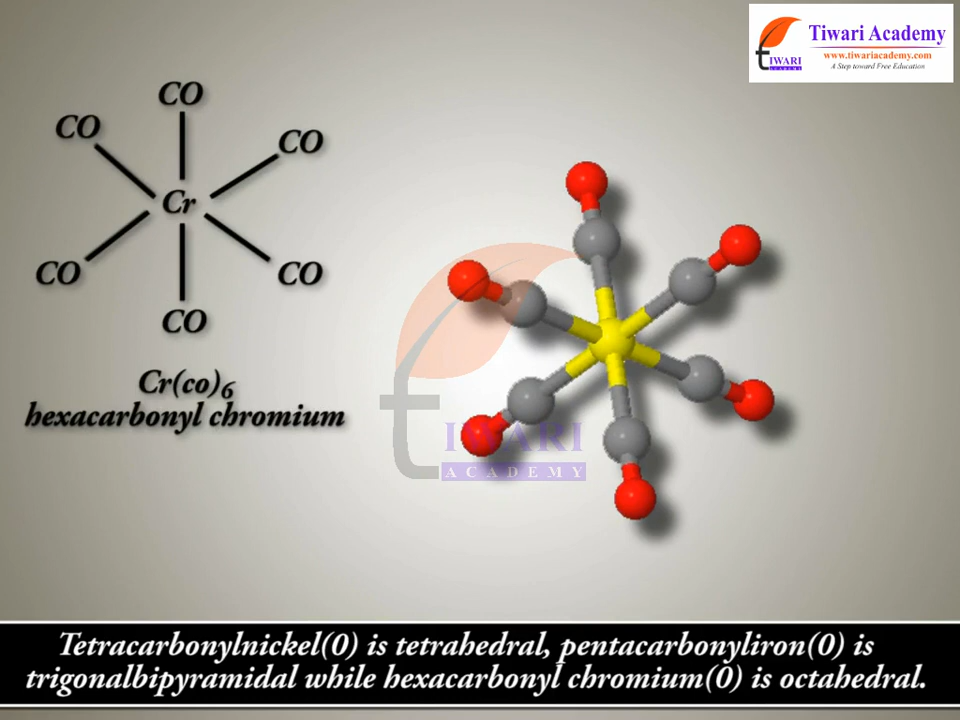 Tiwari Academy
www.tiwariacademy.com
A Step toward Free Education
tIWARI
ACADEMY
CO
CO
CO
Cr
CO
CO
CO
Cr(co)6
hexacarbonyl chromium
tIWARI
ACADEMY
Tetracarbonylnickel(0) is tetrahedral, pentacarbonyliron(0) is
trigonalbipyramidal while hexacarbonyl chromium(0) is octahedral.